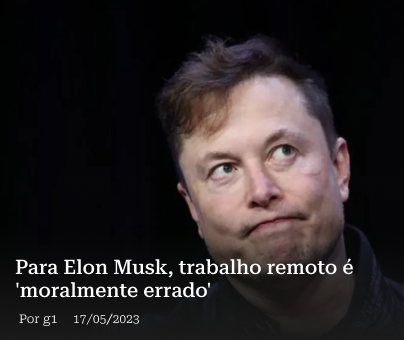 Para Elon Musk, trabalho remoto é
'moralmente errado'
Por g1 17/05/2023